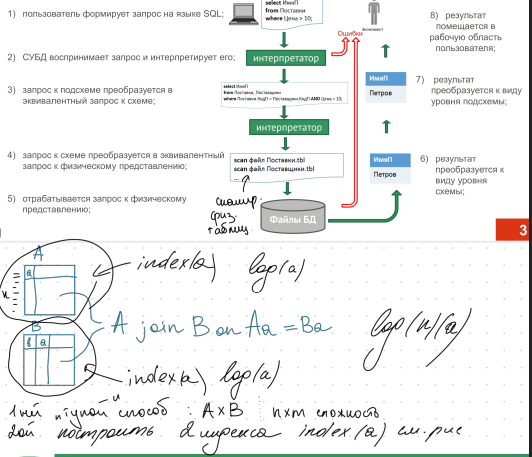 1) пользователь формирует запрос на языке SQL;
select ИмяП
from Поставки
where Цена > 10;
Ошибки
Экономист
8) результат
помещается в
рабочую область
пользователя;
2) СУБД воспринимает запрос и интерпретирует его;
интерпретатор
3) запрос к подсхеме преобразуется в
эквивалентный запрос к схеме;
select ИмяП
from Поставки, Поставщики
where Поставки.КодП = Поставщики.КодП AND Цена > 10;
ИмяП
Петров
7) результат
преобразуется к виду
уровня подсхемы;
интерпретатор
4) запрос к схеме преобразуется в эквивалентный
запрос к физическому представлению;
scan файл Поставки.tbl
scan файл Поставщики.tbl
...
ИмяП
Петров
6) результат
преобразуется к
виду уровня
схемы;
5) отрабатывается запрос к физическому
представлению;
сканир.
физ.
таблиц.
Файлы БД
3
A
a
n
index(a) log(a)
A join B on Aa = Ba
log(n)(a)
B
a
index(a) log(a)
1ый "тупой" способ : A×B n×m сложность
2ой построить 2 индекса index (a) см. рис